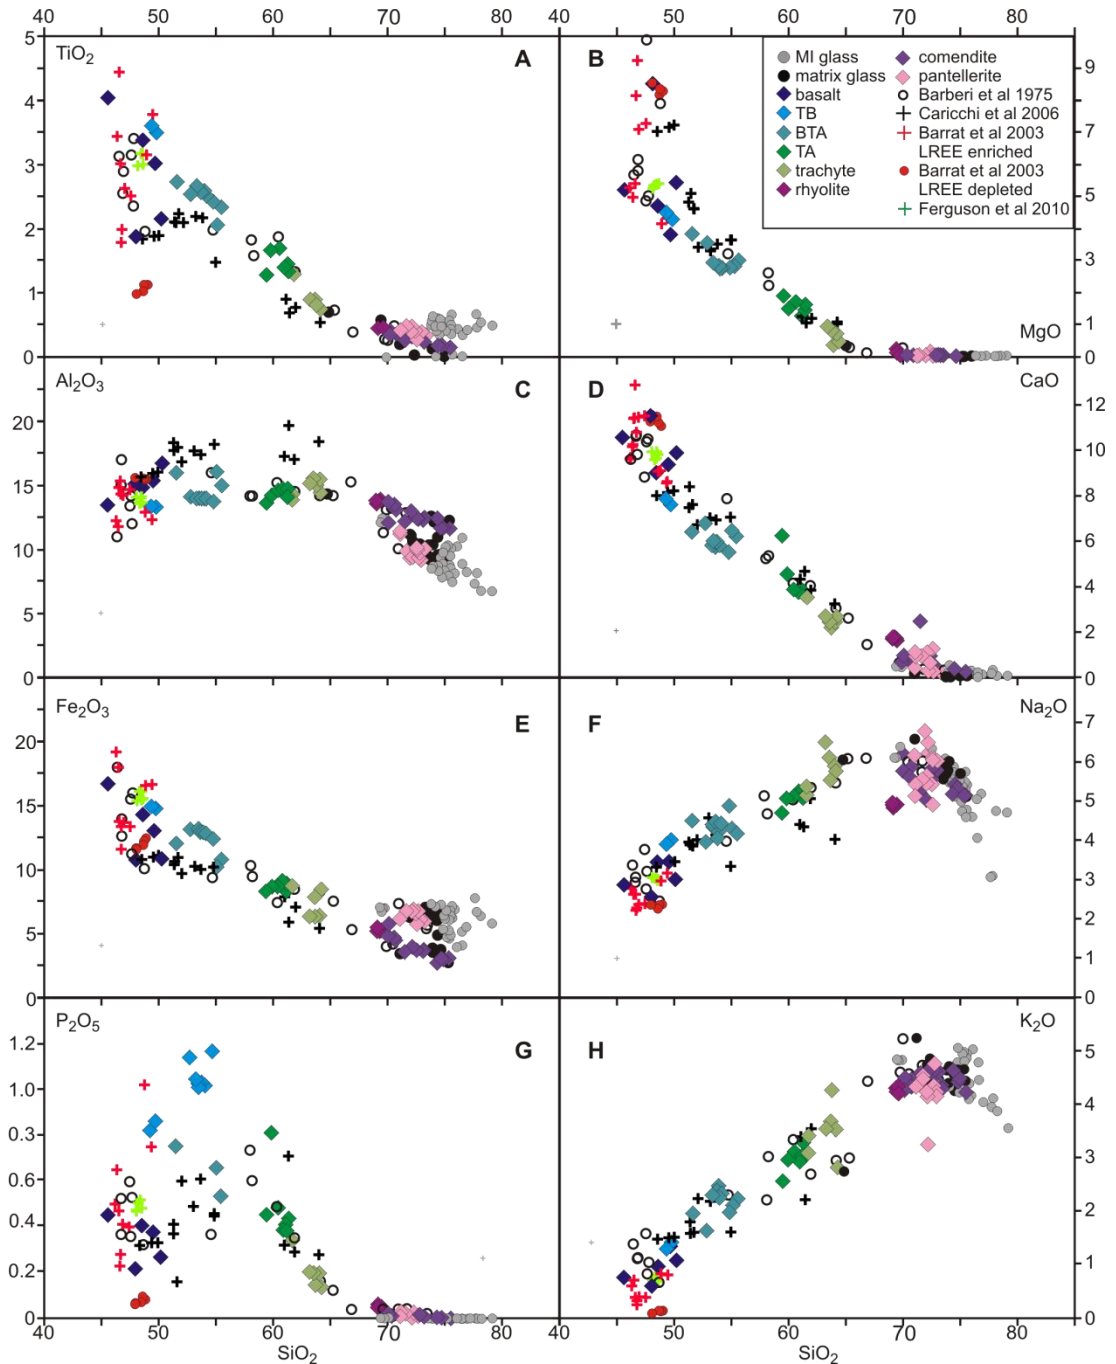 40 50 60 70 80 40 50 60 70 80
5 TiO2 A B 9
4 MI glass comendite
matrix glass pantellerite
basalt Barberi et al 1975
TB Caricchi et al 2006 7
3 BTA Barrat et al 2003
TA LREE enriched
trachyte Barrat et al 2003 5
rhyolite LREE depleted
2 Ferguson et al 2010
3
1 1
MgO
0 0
Al2O3 C D CaO
20 12
10
15 8
10 6
4
5 2
0 0
Fe2O3 E F Na2O
20 7
6
15 5
4
10 3
5 2
1
0 0
P2O5 G H K2O
1.2 5
1.0 4
0.3
0.6 3
0.4 2
0.2 1
0 0
40 50 60 70 80 50 60 70 80
SiO2 SiO2